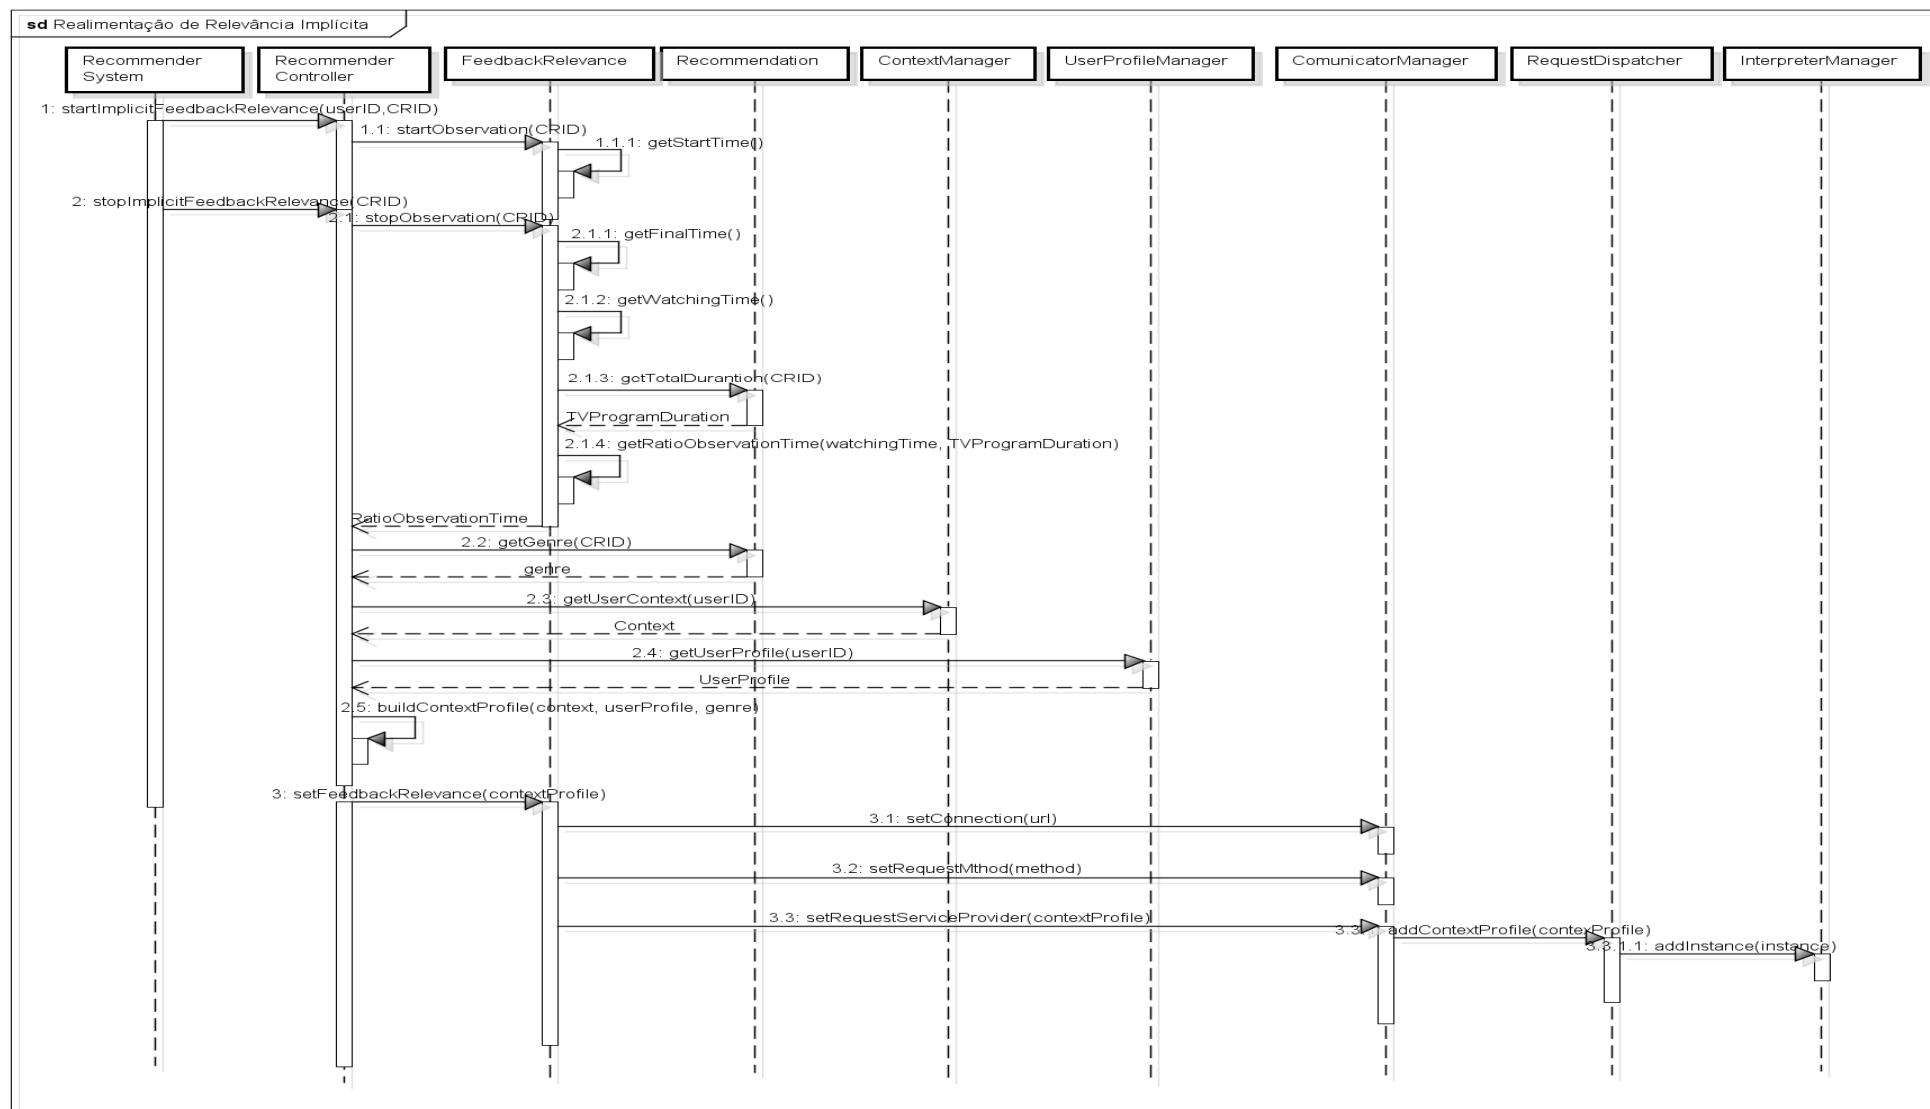 sd Realimentação de Relevância Implícita
Recommender
System
Recommender
Controller
FeedbackRelevance
Recommendation
ContextManager
UserProfileManager
ComunicatorManager
RequestDispatcher
InterpreterManager
1: startImplicitFeedbackRelevance(userID,CRID)
1.1: startObservation(CRID)
1.1.1: getStartTime()
2: stopImplicitFeedbackRelevance(CRID)
2.1: stopObservation(CRID)
2.1.1: getFinalTime()
2.1.2: getWatchingTime()
2.1.3: getTotalDurantion(CRID)
TVProgramDuration
2.1.4: getRatioObservationTime(watchingTime, TVProgramDuration)
RatioObservationTime
2.2: getGenre(CRID)
genre
2.3: getUserContext(userID)
Context
2.4: getUserProfile(userID)
UserProfile
2.5: buildContextProfile(context, userProfile, genre)
3: setFeedbackRelevance(contextProfile)
3.1: setConnection(url)
3.2: setRequestMthod(method)
3.3: setRequestServiceProvider(contextProfile)
addContextProfile(contexProfile)
3.3.1.1: addInstance(instance)